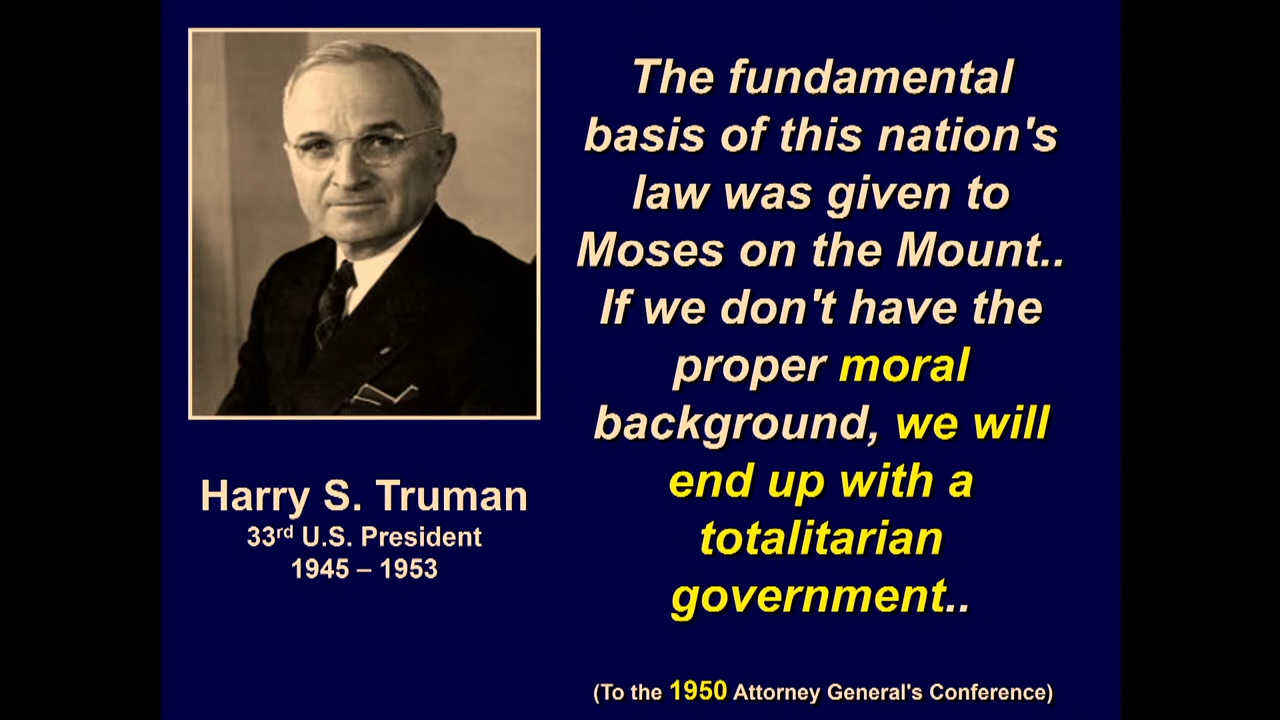 Harry S. Truman
33rd U.S. President
1945 – 1953
The fundamental
basis of this nation's
law was given to
Moses on the Mount..
If we don't have the
proper moral
background, we will
end up with a
totalitarian
government..
(To the 1950 Attorney General's Conference)